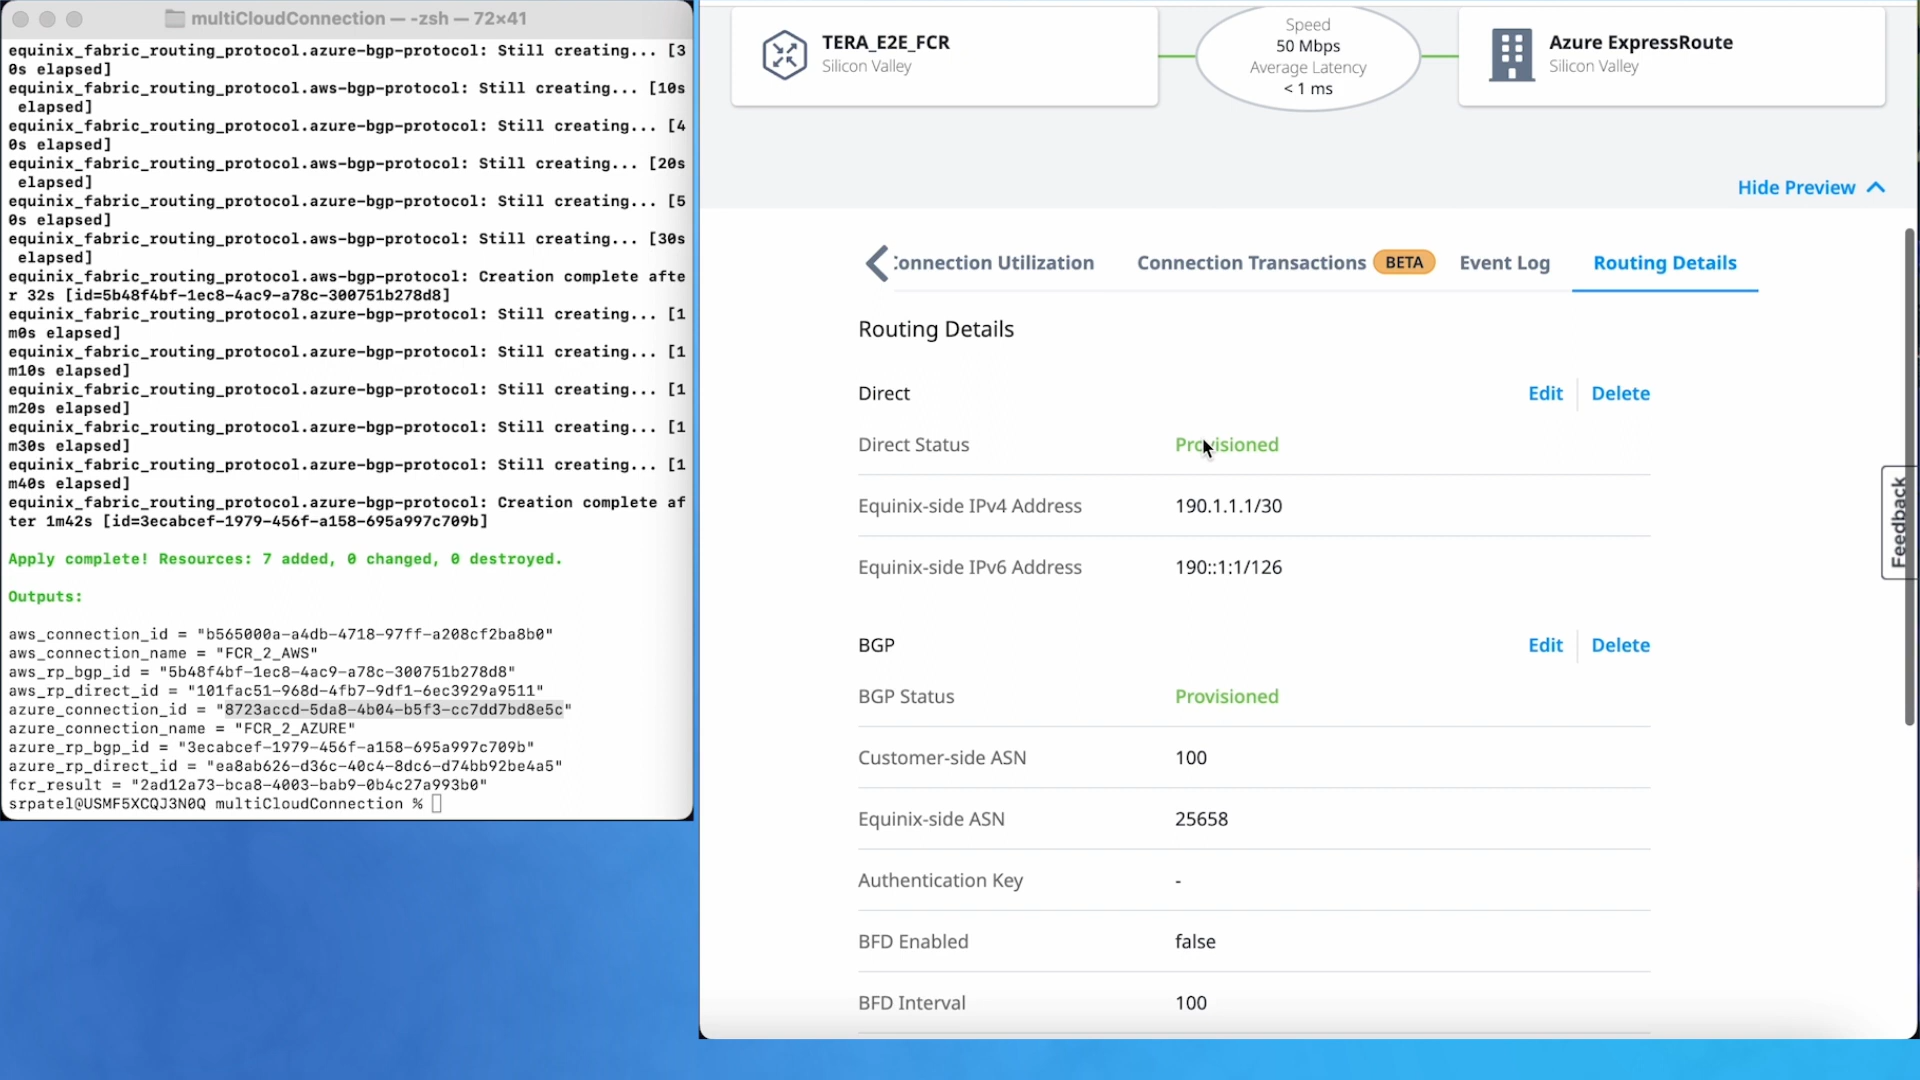 multiCloudConnection — -zsh — 72×41
equinix_fabric_routing_protocol.azure-bgp-protocol: Still creating... [3
0s elapsed]
equinix_fabric_routing_protocol.aws-bgp-protocol: Still creating... [10s
 elapsed]
equinix_fabric_routing_protocol.azure-bgp-protocol: Still creating... [4
0s elapsed]
equinix_fabric_routing_protocol.aws-bgp-protocol: Still creating... [20s
 elapsed]
equinix_fabric_routing_protocol.azure-bgp-protocol: Still creating... [5
0s elapsed]
equinix_fabric_routing_protocol.aws-bgp-protocol: Still creating... [30s
 elapsed]
equinix_fabric_routing_protocol.aws-bgp-protocol: Creation complete afte
r 32s [id=5b48f4bf-1ec8-4ac9-a78c-300751b278d8]
equinix_fabric_routing_protocol.azure-bgp-protocol: Still creating... [1
m0s elapsed]
equinix_fabric_routing_protocol.azure-bgp-protocol: Still creating... [1
m10s elapsed]
equinix_fabric_routing_protocol.azure-bgp-protocol: Still creating... [1
m20s elapsed]
equinix_fabric_routing_protocol.azure-bgp-protocol: Still creating... [1
m30s elapsed]
equinix_fabric_routing_protocol.azure-bgp-protocol: Still creating... [1
m40s elapsed]
equinix_fabric_routing_protocol.azure-bgp-protocol: Creation complete af
ter 1m42s [id=3ecabcef-1979-456f-a158-695a997c709b]
Apply complete! Resources: 7 added, 0 changed, 0 destroyed.
Outputs:
aws_connection_id = "b565000a-a4db-4718-97ff-a208cf2ba8b0"
aws_connection_name = "FCR_2_AWS"
aws_rp_bgp_id = "5b48f4bf-1ec8-4ac9-a78c-300751b278d8"
aws_rp_direct_id = "101fac51-968d-4fb7-9df1-6ec3929a9511"
azure_connection_id = "8723accd-5da8-4b04-b5f3-cc7dd7bd8e5c"
azure_connection_name = "FCR_2_AZURE"
azure_rp_bgp_id = "3ecabcef-1979-456f-a158-695a997c709b"
azure_rp_direct_id = "ea8ab626-d36c-40c4-8dc6-d74bb92be4a5"
fcr_result = "2ad12a73-bca8-4003-bab9-0b4c27a993b0"
srpatel@USMF5XCQJ3N0Q multiCloudConnection %
TERA_E2E_FCR
Silicon Valley
Speed
50 Mbps
Average Latency
< 1 ms
Azure ExpressRoute
Silicon Valley
Hide Preview
onnection Utilization
Connection Transactions BETA
Event Log
Routing Details
Routing Details
Direct
Edit
Delete
Direct Status
Provisioned
Equinix-side IPv4 Address
190.1.1.1/30
Equinix-side IPv6 Address
190::1:1/126
BGP
Edit
Delete
BGP Status
Provisioned
Customer-side ASN
100
Equinix-side ASN
25658
Authentication Key
-
BFD Enabled
false
BFD Interval
100
Feedback